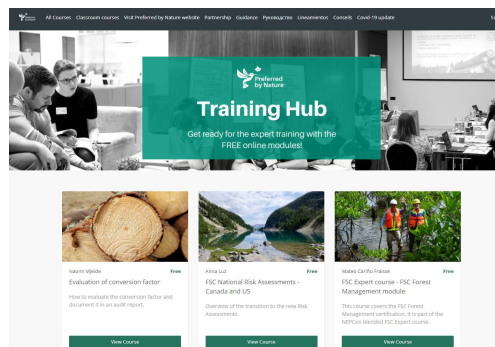 All Courses Classroom courses Visit Preferred by Nature website Partnership Guidance Руководство Lineamentos Conseils Covid-19 update
Preferred
by Nature
Training Hub
Get ready for the expert training with the
FREE online modules!
Naomi Mjelde Free
Evaluation of conversion factor
How to evaluate the conversion factor and
document it in an audit report.
View Course
Anna Luz Free
FSC National Risk Assessments -
Canada and US
Overview of the transition to the new Risk
Assessments.
View Course
Mateo Cariño Fraisse Free
FSC Expert course - FSC Forest
Management module
This course covers the FSC Forest
Management certification. It is part of the
NEPCon blended FSC Expert course.
View Course